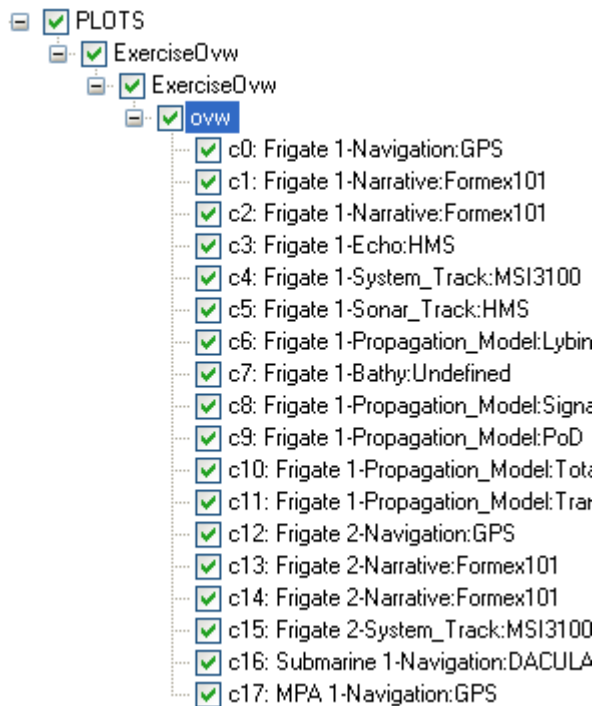 PLOTS
ExerciseOvw
ExerciseOvw
ovw
c0: Frigate 1-Navigation:GPS
c1: Frigate 1-Narrative:Formex101
c2: Frigate 1-Narrative:Formex101
c3: Frigate 1-Echo:HMS
c4: Frigate 1-System_Track:MSI3100
c5: Frigate 1-Sonar_Track:HMS
c6: Frigate 1-Propagation_Model:Lybin
c7: Frigate 1-Bathy:Undefined
c8: Frigate 1-Propagation_Model:Signa
c9: Frigate 1-Propagation_Model:PoD
c10: Frigate 1-Propagation_Model:Tota
c11: Frigate 1-Propagation_Model:Tran
c12: Frigate 2-Navigation:GPS
c13: Frigate 2-Narrative:Formex101
c14: Frigate 2-Narrative:Formex101
c15: Frigate 2-System_Track:MSI3100
c16: Submarine 1-Navigation:DACULA
c17: MPA 1-Navigation:GPS